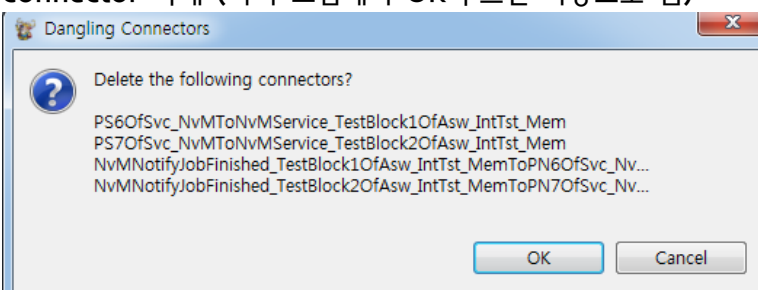 Dangling Connectors
Delete the following connectors?
PS6OfSvc_NvMToNvMService_TestBlock1OfAsw_IntTst_Mem
PS7OfSvc_NvMToNvMService_TestBlock2OfAsw_IntTst_Mem
NvMNotifyJobFinished_TestBlock1OfAsw_IntTst_MemToPN6OfSvc_Nv...
NvMNotifyJobFinished_TestBlock2OfAsw_IntTst_MemToPN7OfSvc_Nv...
OK Cancel